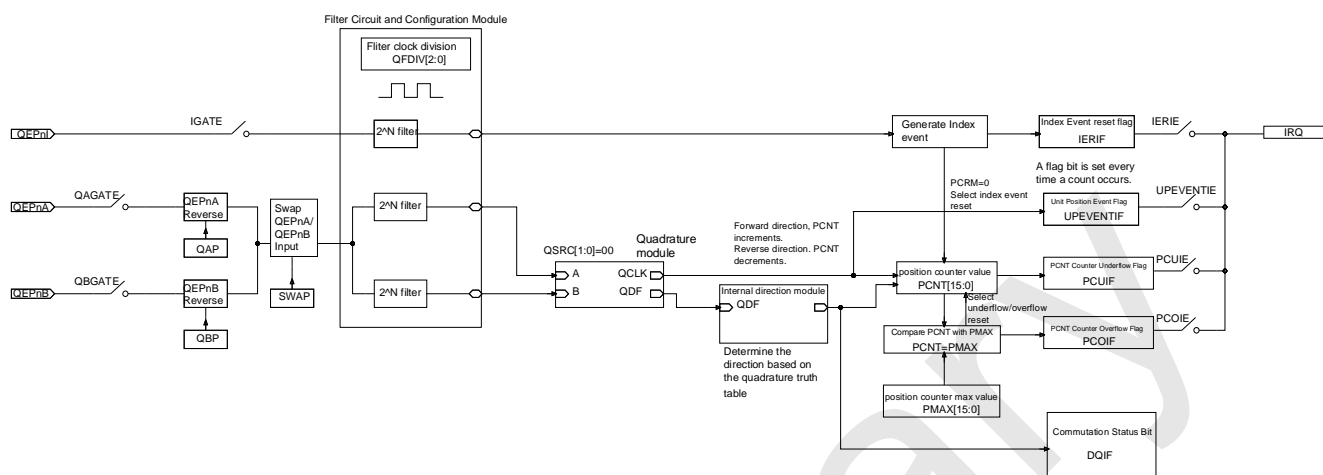 Filter Circuit and Configuration Module
Fliter clock division
QFDIV[2:0]
QEPnI
IGATE
2^N filter
Generate Index
event
Index Event reset flag
IERIF
IERIE
IRQ
A flag bit is set every
time a count occurs.
QEPnA
QAGATE
QEPnA
Reverse
QAP
Swap
QEPnA/
QEPnB
Input
SWAP
2^N filter
PCRM=0
Select index event
reset
Unit Position Event Flag
UPEVENTIF
UPEVENTIE
Forward direction, PCNT
increments.
Reverse direction. PCNT
decrements.
QSRC[1:0]=00
Quadrature
module
A
B
QCLK
QDF
QEPnB
QBGATE
QEPnB
Reverse
QBP
2^N filter
Internal direction module
QDF
Determine the
direction based on
the quadrature truth
table
position counter value
PCNT[15:0]
PCNT Counter Underflow Flag
PCUIF
PCUIE
Select
underflow/overflow
reset
Compare PCNT with PMAX
PCNT=PMAX
PCNT Counter Overflow Flag
PCOIF
PCOIE
position counter max value
PMAX[15:0]
Commutation Status Bit
DQIF